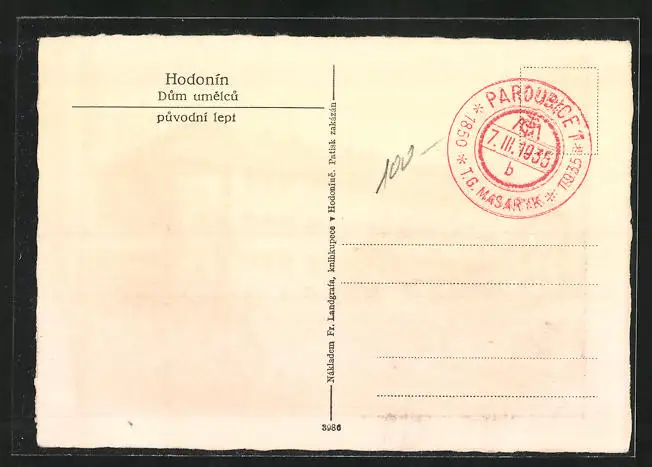 Hodonín
Dům umělců
původní lept
Nákladem Fr. Landgrafa, knihkupece v Hodoníně. Patisk zakázán
3986
100—
PARDUBICE 1
1850 * T.G. MASARYK * 1935
7. III. 1935
b